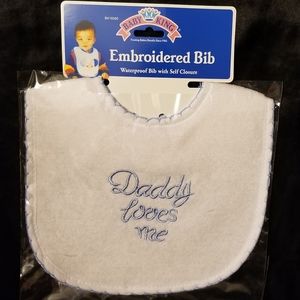 BABY KING
Embroidered Bib
Waterproof Bib with Self Closure
Daddy
loves
me